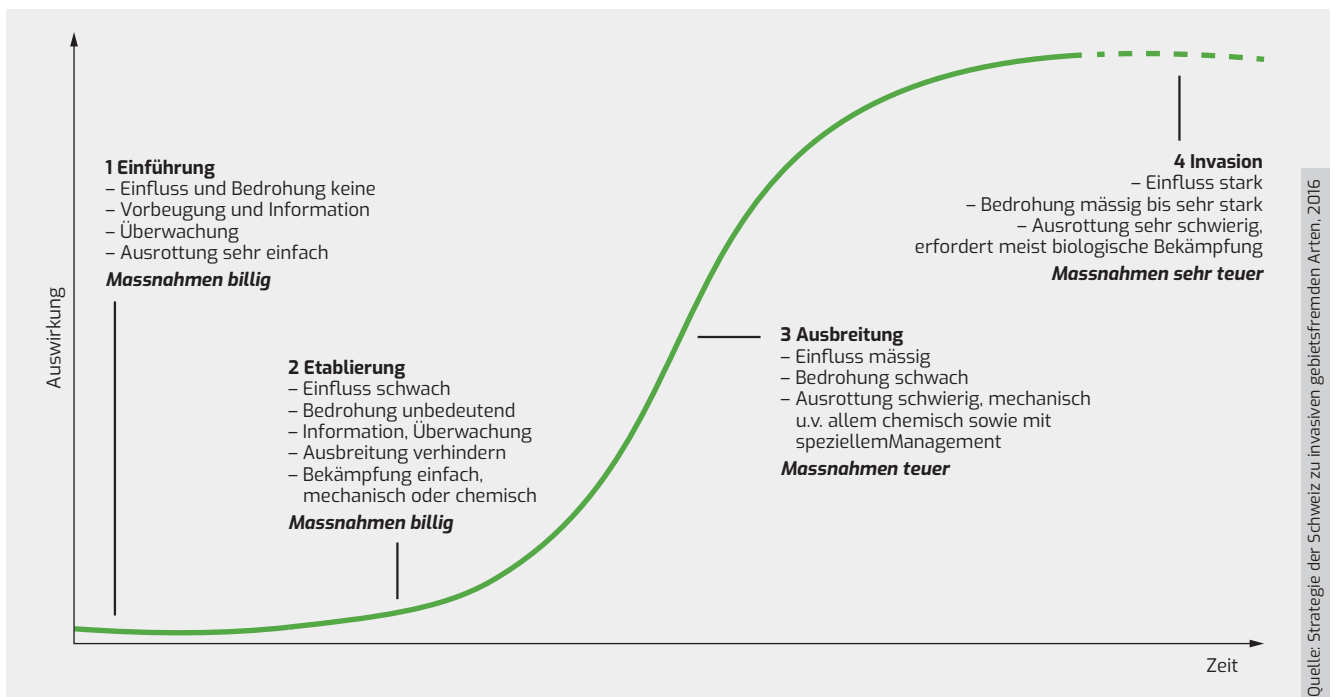 Auswirkung
1 Einführung
– Einfluss und Bedrohung keine
– Vorbeugung und Information
– Überwachung
– Ausrottung sehr einfach
Massnahmen billig
2 Etablierung
– Einfluss schwach
– Bedrohung unbedeutend
– Information, Überwachung
– Ausbreitung verhindern
– Bekämpfung einfach,
mechanisch oder chemisch
Massnahmen billig
3 Ausbreitung
– Einfluss mässig
– Bedrohung schwach
– Ausrottung schwierig, mechanisch
u.v. allem chemisch sowie mit
speziellemManagement
Massnahmen teuer
4 Invasion
– Einfluss stark
– Bedrohung mässig bis sehr stark
– Ausrottung sehr schwierig,
erfordert meist biologische Bekämpfung
Massnahmen sehr teuer
Zeit
Quelle: Strategie der Schweiz zu invasiven gebietsfremden Arten, 2016